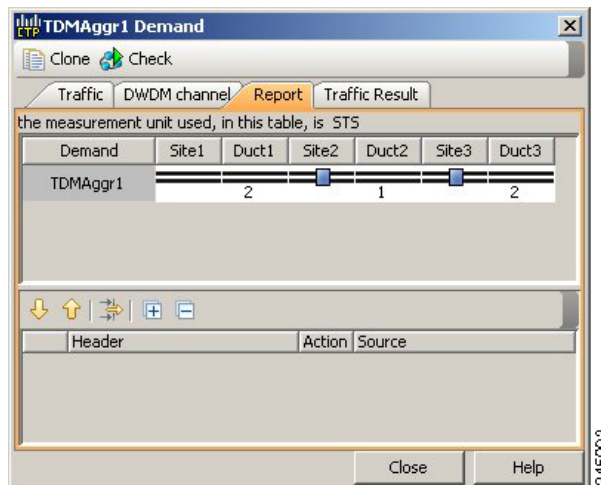 CTP TDMAggr1 Demand
Clone Check
Traffic DWDM channel Report Traffic Result
the measurement unit used, in this table, is STS
Demand Site1 Duct1 Site2 Duct2 Site3 Duct3
TDMAggr1
2 1 2
Header Action Source
Close Help